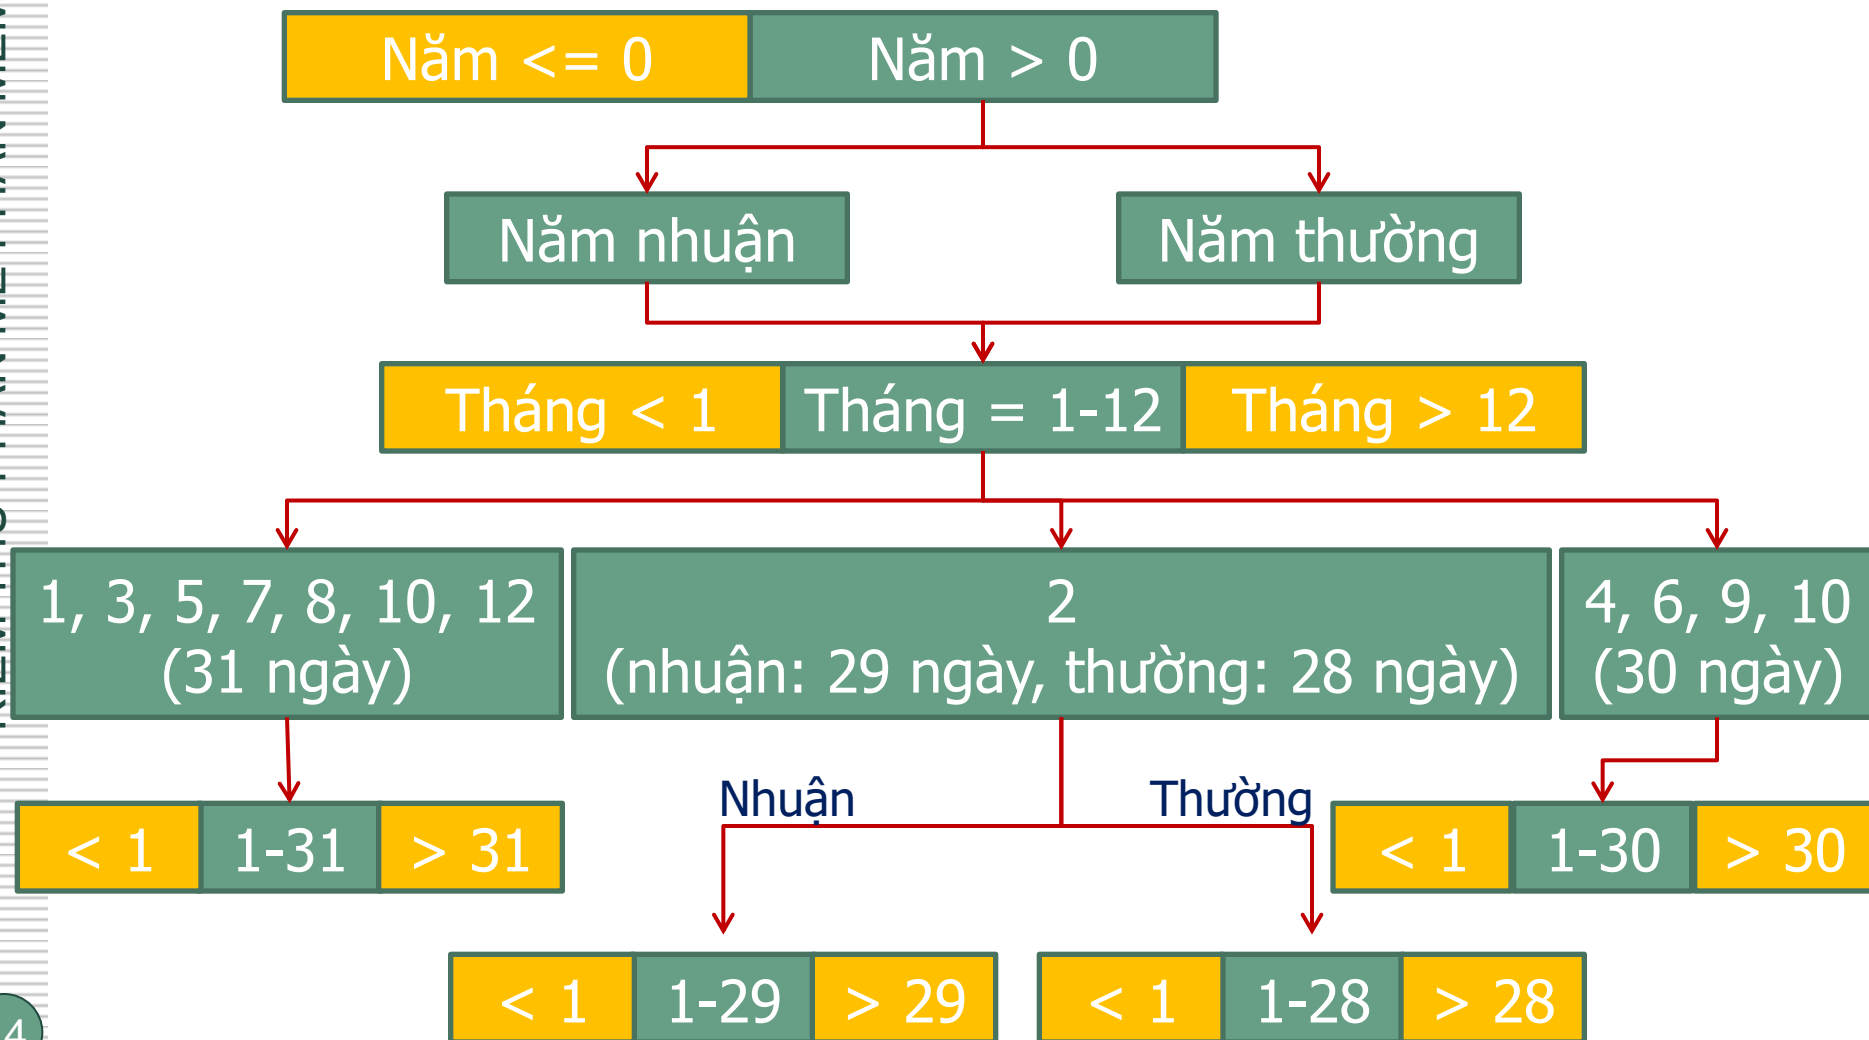 Năm <= 0 Năm > 0
Năm nhuận Năm thường
Tháng < 1 Tháng = 1-12 Tháng > 12
1, 3, 5, 7, 8, 10, 12
(31 ngày)
2
(nhuận: 29 ngày, thường: 28 ngày)
4, 6, 9, 10
(30 ngày)
Nhuận Thường
< 1 1-31 > 31
< 1 1-30 > 30
< 1 1-29 > 29
< 1 1-28 > 28
4